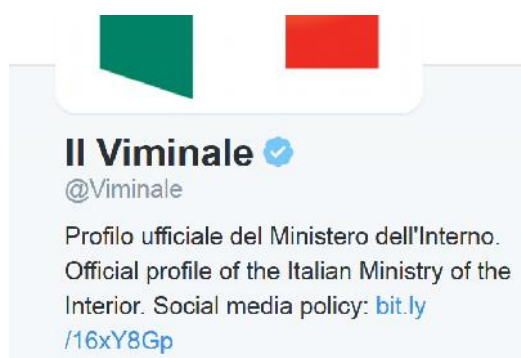 Il Viminale
@Viminale
Profilo ufficiale del Ministero dell'Interno.
Official profile of the Italian Ministry of the
Interior. Social media policy: bit.ly
/16xY8Gp